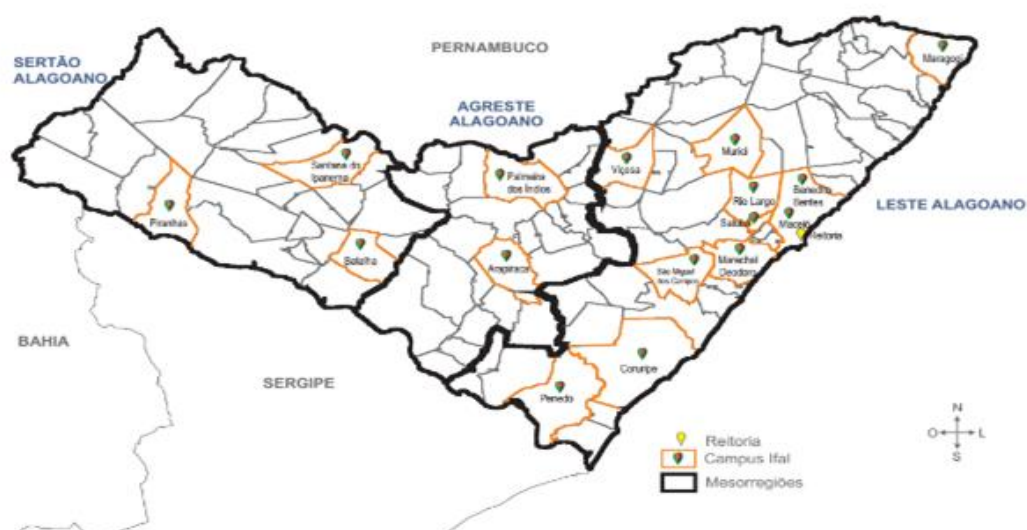 PERNAMBUCO
SERTÃO
ALAGOANO
AGRESTE
ALAGOANO
Maragogi
Murici
Viçosa
Santana do
Ipanema
Palmeira
dos Índios
Benedito
Bentes
Rio Largo
LESTE ALAGOANO
Piranhas
Satuba
Maceió
Reitoria
Batalha
Arapiraca
Marechal
Deodoro
São Miguel
dos Campos
BAHIA
SERGIPE
Coruripe
Penedo
N
O
L
S
Reitoria
Campus Ifal
Mesorregiões